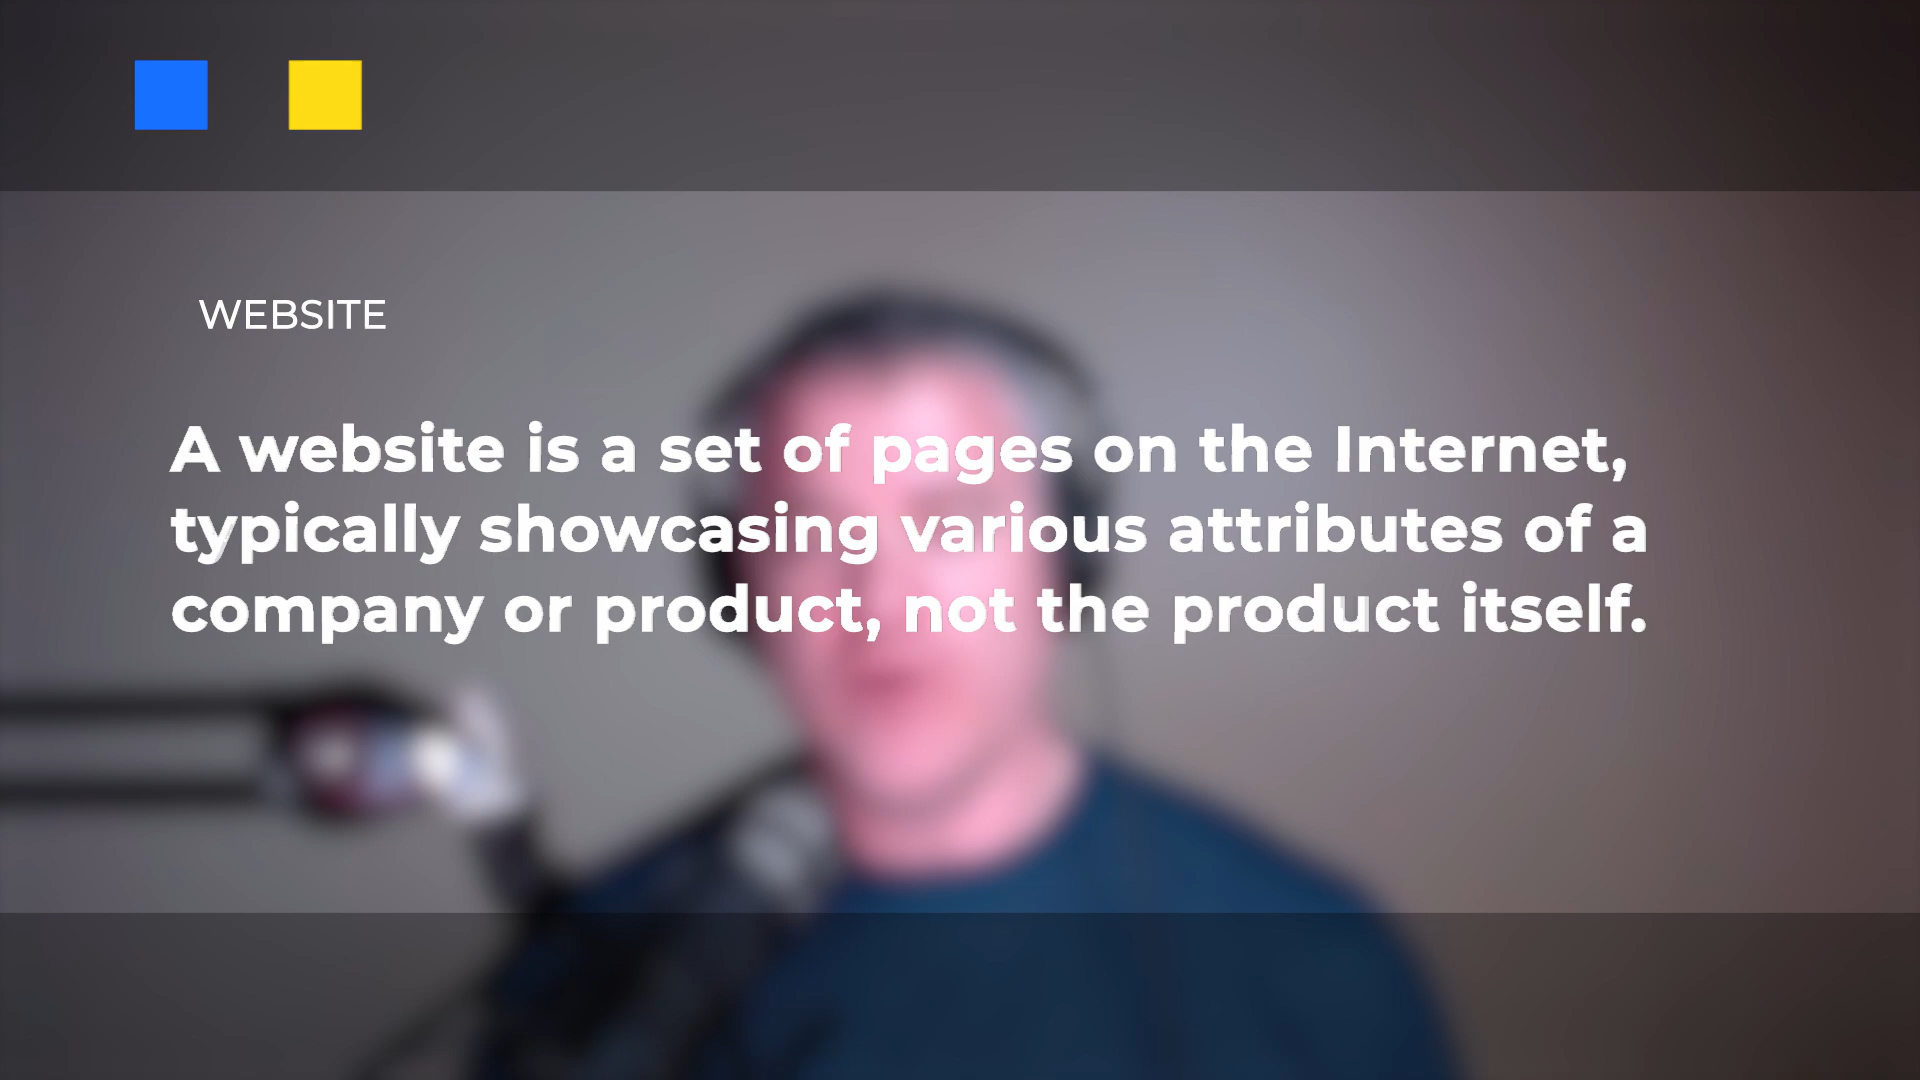 WEBSITE
A website is a set of pages on the Internet,
typically showcasing various attributes of a
company or product, not the product itself.